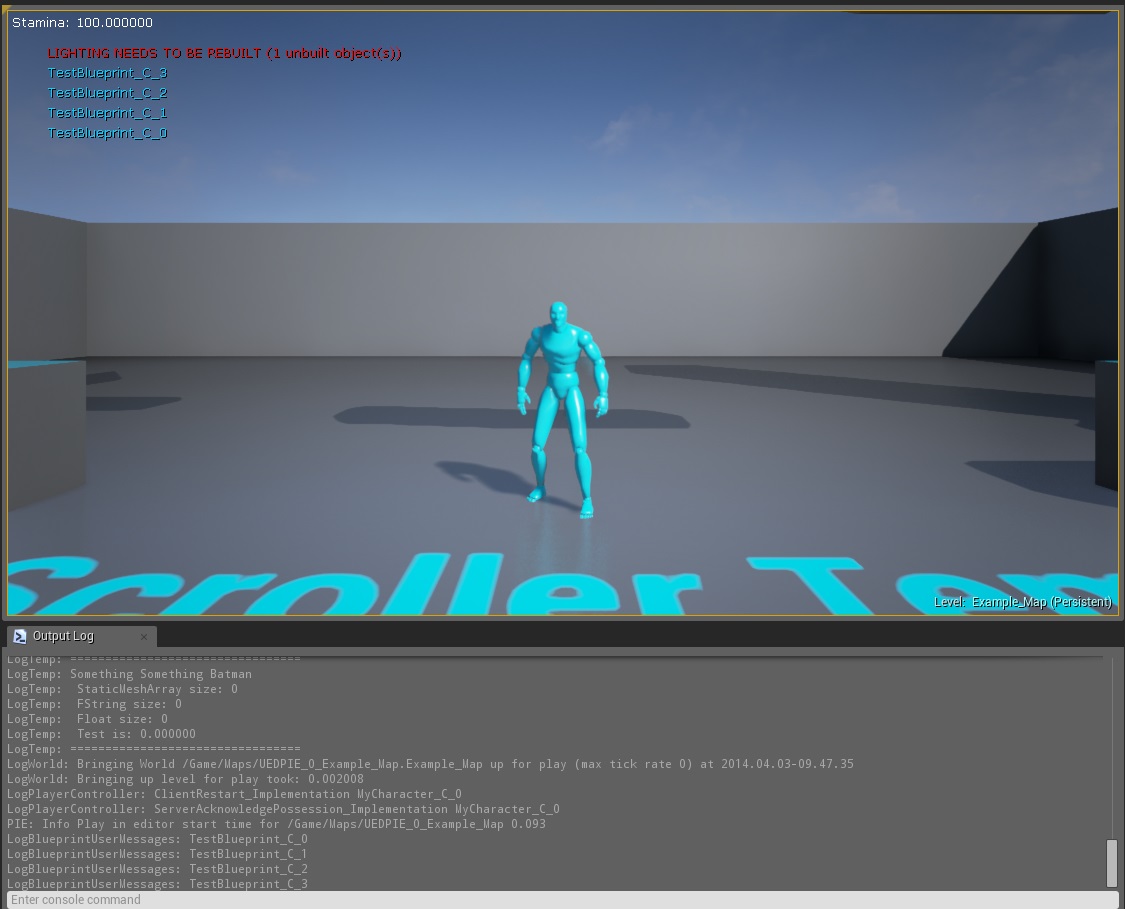 Stamina: 100.000000
LIGHTING NEEDS TO BE REBUILT (1 unbuilt object(s))
TestBlueprint_C_3
TestBlueprint_C_2
TestBlueprint_C_1
TestBlueprint_C_0
Scroller Tem
Level: Example_Map (Persistent)
Output Log
LogTemp: =================================
LogTemp: Something Something Batman
LogTemp:  StaticMeshArray size: 0
LogTemp:  FString size: 0
LogTemp:  Float size: 0
LogTemp:  Test is: 0.000000
LogTemp: =================================
LogWorld: Bringing World /Game/Maps/UEDPIE_0_Example_Map.Example_Map up for play (max tick rate 0) at 2014.04.03-09.47.35
LogWorld: Bringing up level for play took: 0.002008
LogPlayerController: ClientRestart_Implementation MyCharacter_C_0
LogPlayerController: ServerAcknowledgePossession_Implementation MyCharacter_C_0
PIE: Info Play in editor start time for /Game/Maps/UEDPIE_0_Example_Map 0.093
LogBlueprintUserMessages: TestBlueprint_C_0
LogBlueprintUserMessages: TestBlueprint_C_1
LogBlueprintUserMessages: TestBlueprint_C_2
LogBlueprintUserMessages: TestBlueprint_C_3
Enter console command